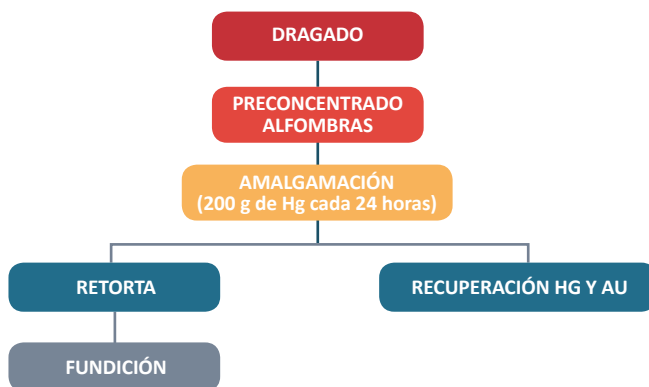 DRAGADO
PRECONCENTRADO
ALFOMBRAS
AMALGAMACIÓN
(200 g de Hg cada 24 horas)
RETORTA
RECUPERACIÓN HG Y AU
FUNDICIÓN